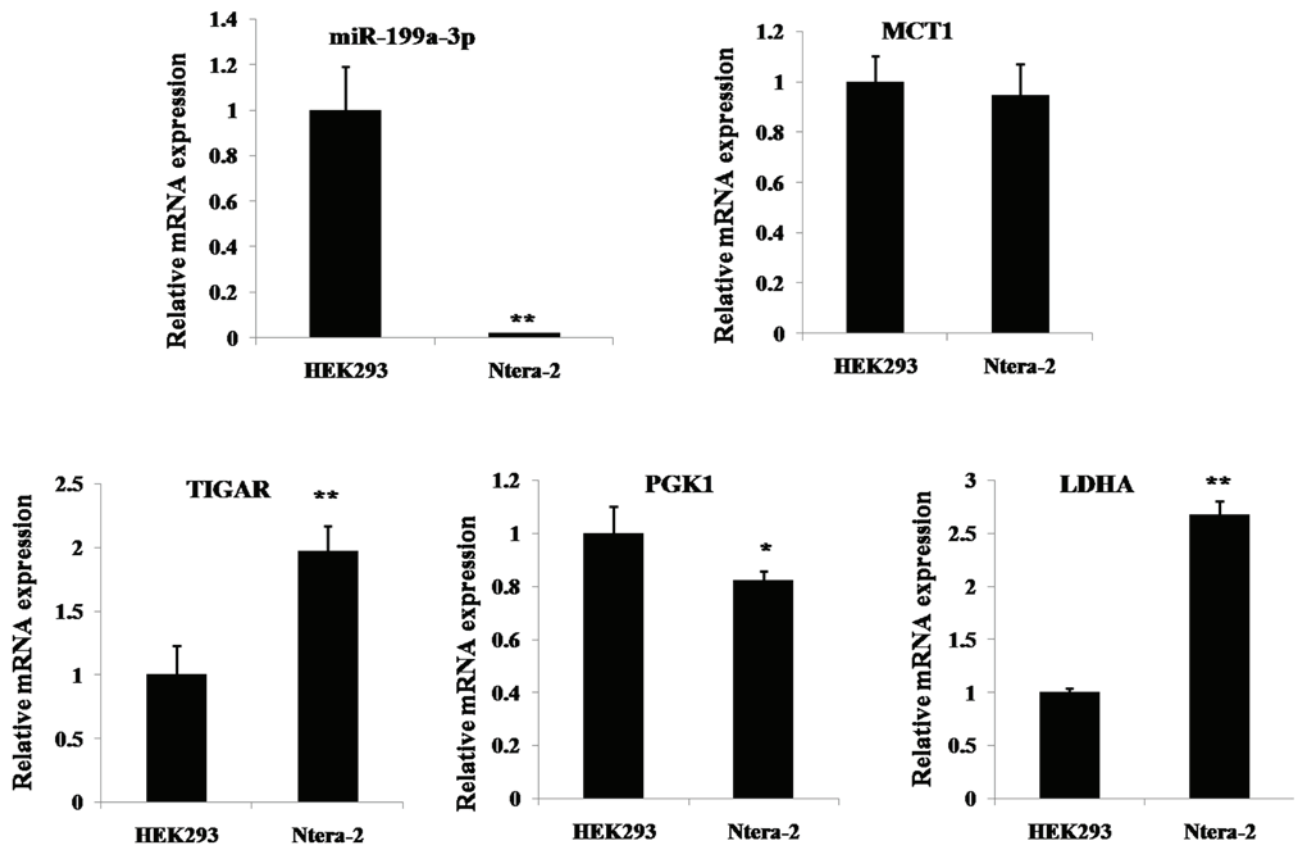 miR-199a-3p
Relative mRNA expression
1.4
1.2
1
0.8
0.6
0.4
0.2
0
**
HEK293
Ntera-2
MCT1
Relative mRNA expression
1.2
1
0.8
0.6
0.4
0.2
0
HEK293
Ntera-2
TIGAR
Relative mRNA expression
2.5
2
1.5
1
0.5
0
**
HEK293
Ntera-2
PGK1
Relative mRNA expression
1.2
1
0.8
0.6
0.4
0.2
0
*
HEK293
Ntera-2
LDHA
Relative mRNA expression
3
2.5
2
1.5
1
0.5
0
**
HEK293
Ntera-2